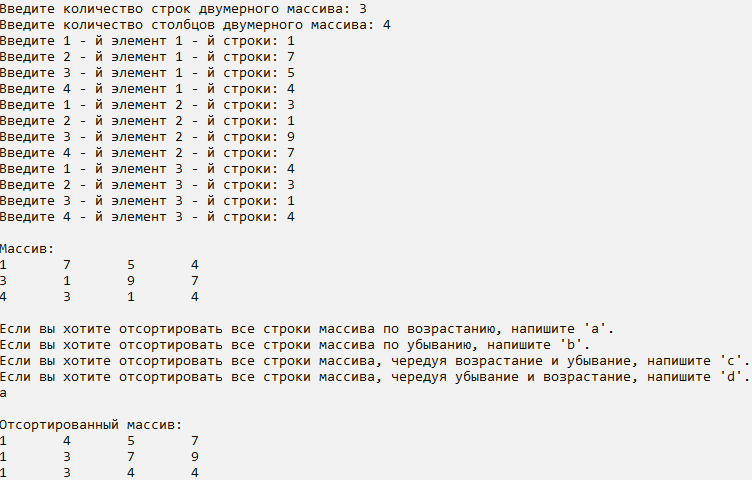 Введите количество строк двумерного массива: 3
Введите количество столбцов двумерного массива: 4
Введите 1 - й элемент 1 - й строки: 1
Введите 2 - й элемент 1 - й строки: 7
Введите 3 - й элемент 1 - й строки: 5
Введите 4 - й элемент 1 - й строки: 4
Введите 1 - й элемент 2 - й строки: 3
Введите 2 - й элемент 2 - й строки: 1
Введите 3 - й элемент 2 - й строки: 9
Введите 4 - й элемент 2 - й строки: 7
Введите 1 - й элемент 3 - й строки: 4
Введите 2 - й элемент 3 - й строки: 3
Введите 3 - й элемент 3 - й строки: 1
Введите 4 - й элемент 3 - й строки: 4
Массив:
1 7 5 4
3 1 9 7
4 3 1 4
Если вы хотите отсортировать все строки массива по возрастанию, напишите 'a'.
Если вы хотите отсортировать все строки массива по убыванию, напишите 'b'.
Если вы хотите отсортировать все строки массива, чередуя возрастание и убывание, напишите 'c'.
Если вы хотите отсортировать все строки массива, чередуя убывание и возрастание, напишите 'd'.
a
Отсортированный массив:
1 4 5 7
1 3 7 9
1 3 4 4